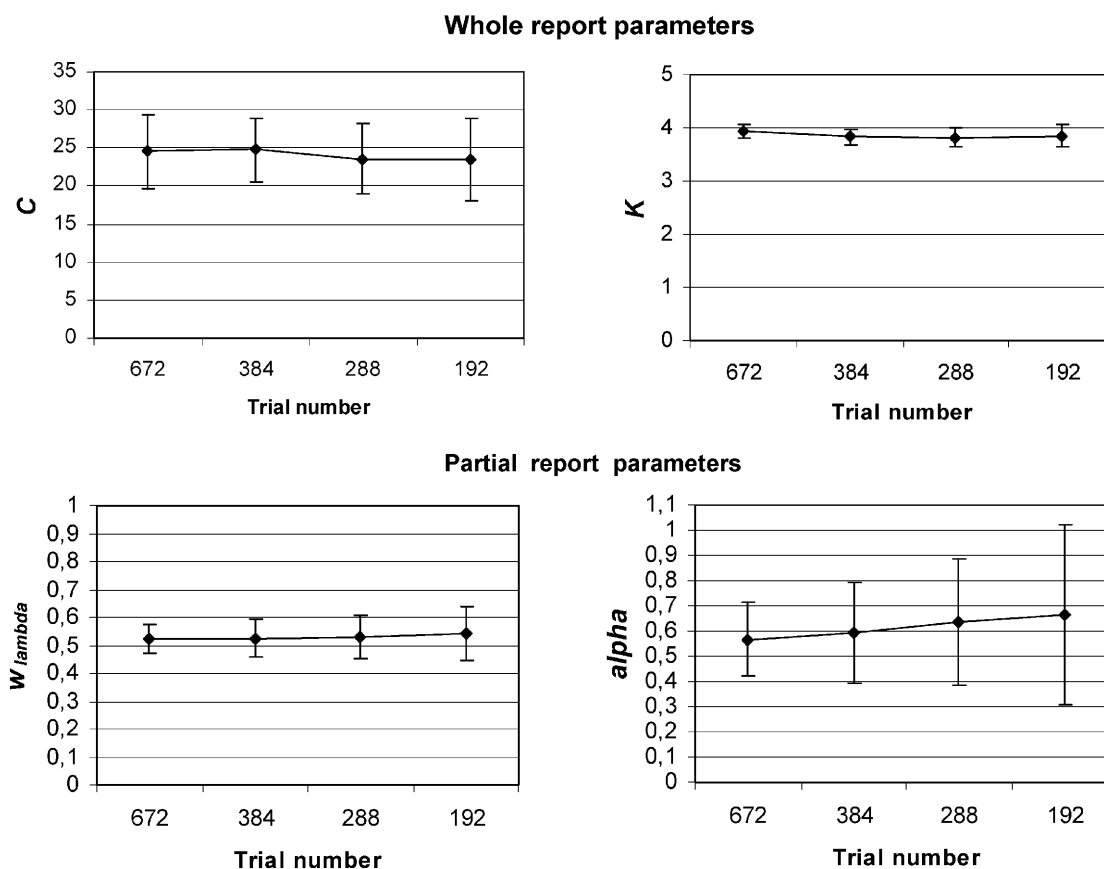 Whole report parameters
35
30
25
20
15
10
5
0
C
672 384 288 192
Trial number
5
4
3
2
1
0
K
672 384 288 192
Trial number
Partial report parameters
1
0,9
0,8
0,7
0,6
0,5
0,4
0,3
0,2
0,1
0
w lambda
672 384 288 192
Trial number
1,1
1
0,9
0,8
0,7
0,6
0,5
0,4
0,3
0,2
0,1
0
alpha
672 384 288 192
Trial number